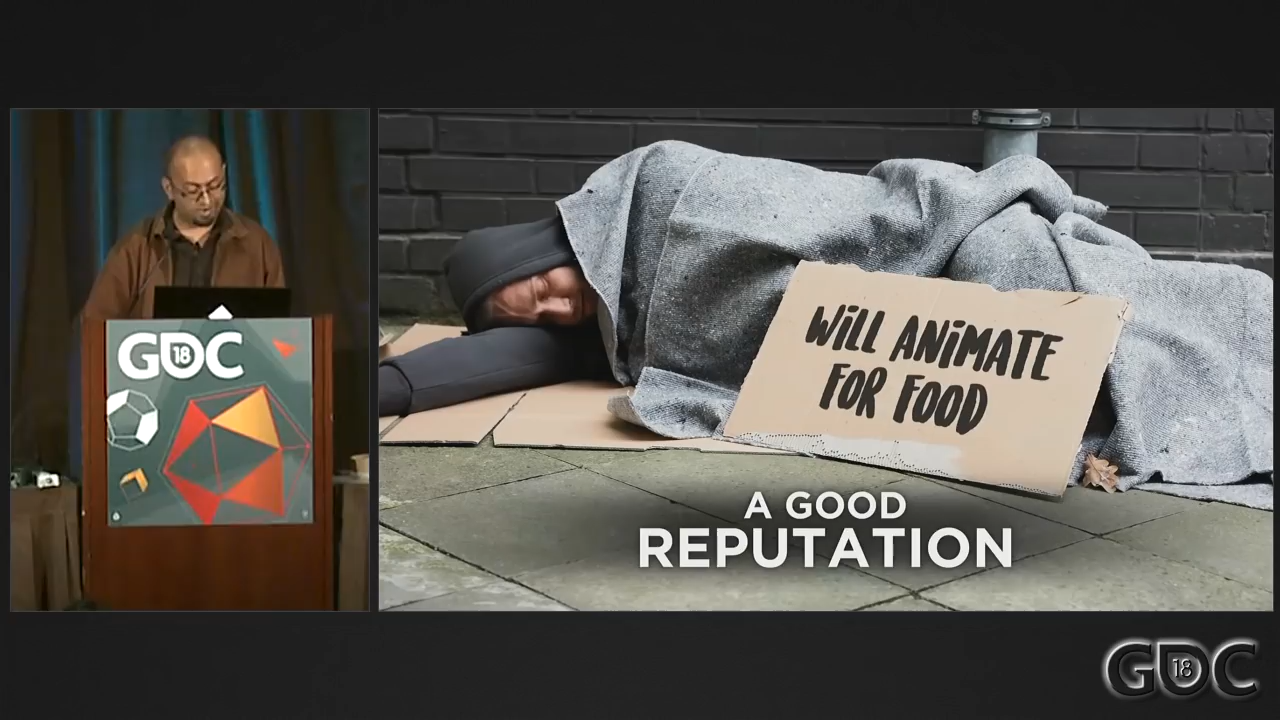 GDC
18
WiLL ANiMATE
FOR FOOD
A GOOD
REPUTATION
GDC
18